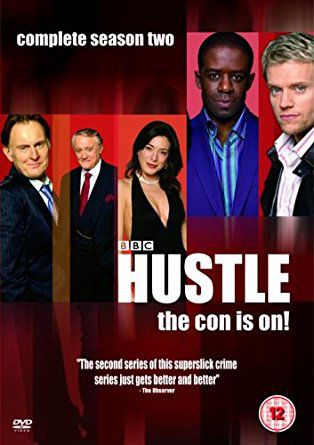 complete season two
BBC
HUSTLE
the con is on!
"The second series of this superslick crime
series just gets better and better"
- The Observer
DVD
VIDEO
12